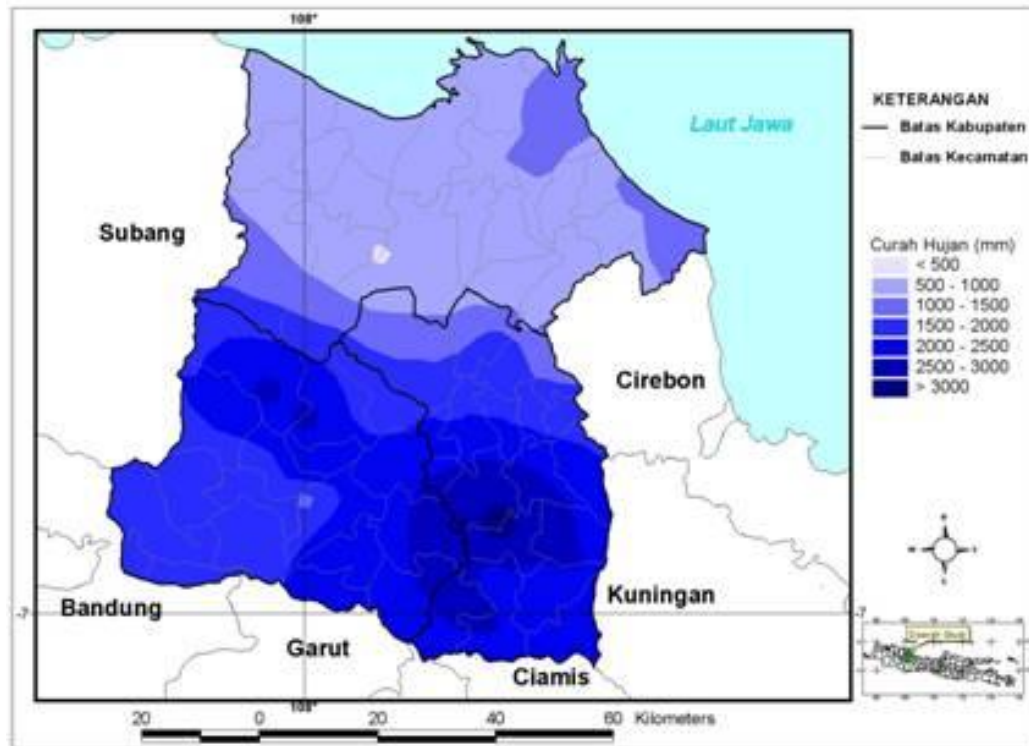 108°
Laut Jawa
KETERANGAN
Batas Kabupaten
Batas Kecamatan
Subang
Curah Hujan (mm)
< 500
500 - 1000
1000 - 1500
1500 - 2000
2000 - 2500
2500 - 3000
> 3000
Cirebon
Kuningan
Bandung
Garut
Ciamis
-7
-7
108°
20 0 20 40 60 Kilometers